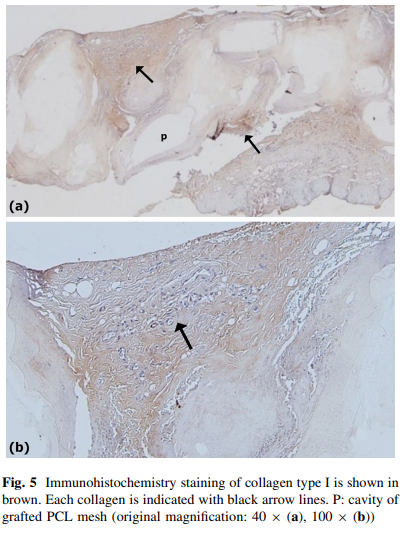 p
(a)
(b)
Fig. 5 Immunohistochemistry staining of collagen type I is shown in
brown. Each collagen is indicated with black arrow lines. P: cavity of
grafted PCL mesh (original magnification: 40 × (a), 100 × (b))